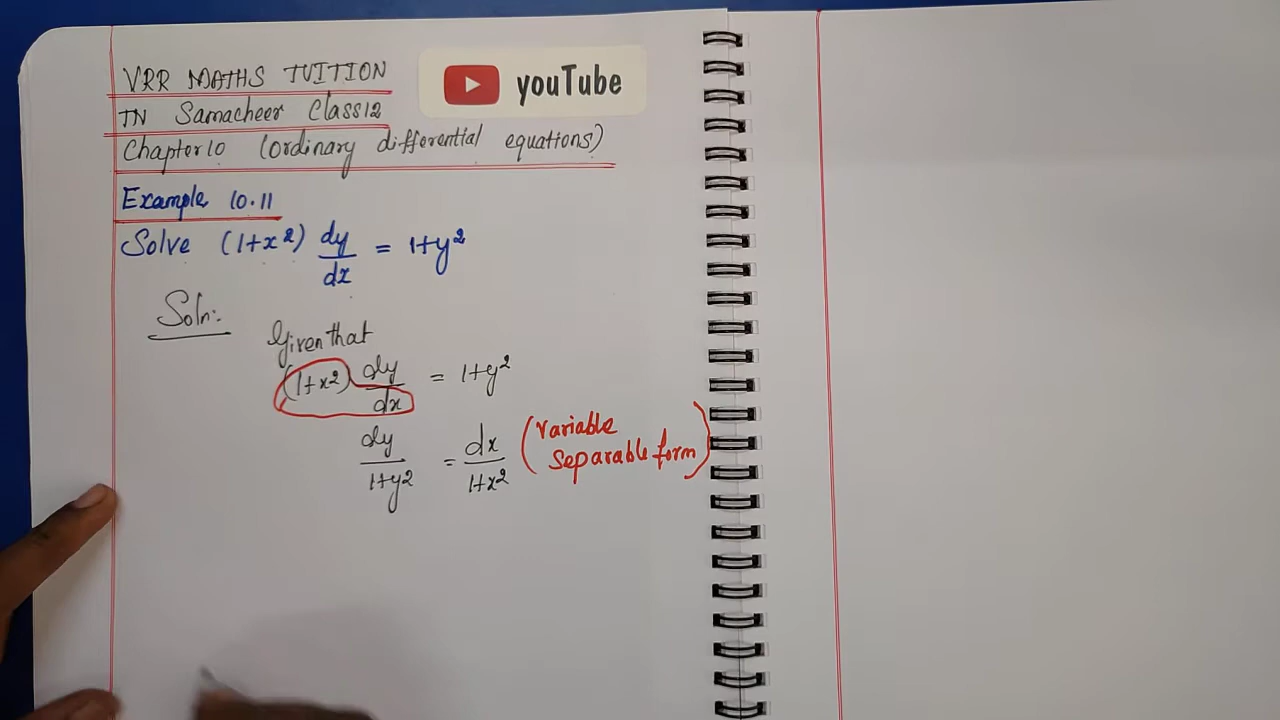 VRR MATHS TUITION
youTube
TN Samacheer Class12
Chapter10 (ordinary differential equations)
Example 10.11
Solve (1+x²) dy/dx = 1+y²
Soln:-
Given that
(1+x²) dy/dx = 1+y²
dy/1+y² = dx/1+x² (variable separable form)